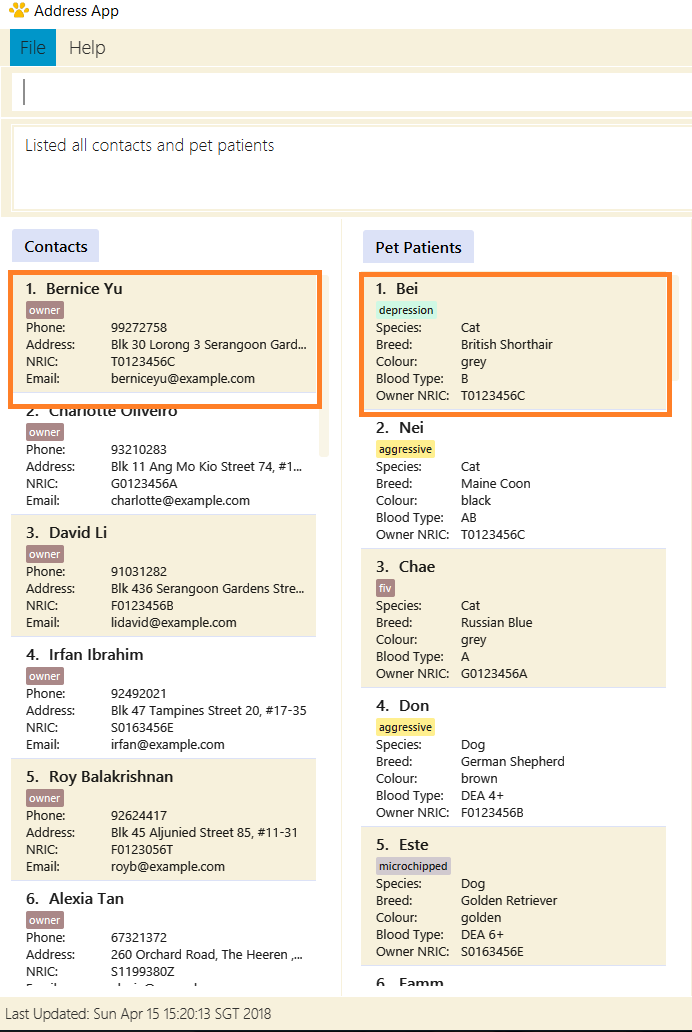 Address App
File Help
Listed all contacts and pet patients
Contacts
1. Bernice Yu
owner
Phone: 99272758
Address: Blk 30 Lorong 3 Serangoon Gard...
NRIC: T0123456C
Email: berniceyu@example.com
2. Charlotte Oliveiro
owner
Phone: 93210283
Address: Blk 11 Ang Mo Kio Street 74, #1...
NRIC: G0123456A
Email: charlotte@example.com
3. David Li
owner
Phone: 91031282
Address: Blk 436 Serangoon Gardens Stre...
NRIC: F0123456B
Email: lidavid@example.com
4. Irfan Ibrahim
owner
Phone: 92492021
Address: Blk 47 Tampines Street 20, #17-35
NRIC: S0163456E
Email: irfan@example.com
5. Roy Balakrishnan
owner
Phone: 92624417
Address: Blk 45 Aljunied Street 85, #11-31
NRIC: F0123056T
Email: royb@example.com
6. Alexia Tan
owner
Phone: 67321372
Address: 260 Orchard Road, The Heeren ,...
NRIC: S1199380Z
Pet Patients
1. Bei
depression
Species: Cat
Breed: British Shorthair
Colour: grey
Blood Type: B
Owner NRIC: T0123456C
2. Nei
aggressive
Species: Cat
Breed: Maine Coon
Colour: black
Blood Type: AB
Owner NRIC: T0123456C
3. Chae
fiv
Species: Cat
Breed: Russian Blue
Colour: grey
Blood Type: A
Owner NRIC: G0123456A
4. Don
aggressive
Species: Dog
Breed: German Shepherd
Colour: brown
Blood Type: DEA 4+
Owner NRIC: F0123456B
5. Este
microchipped
Species: Dog
Breed: Golden Retriever
Colour: golden
Blood Type: DEA 6+
Owner NRIC: S0163456E
6. Famm
Last Updated: Sun Apr 15 15:20:13 SGT 2018